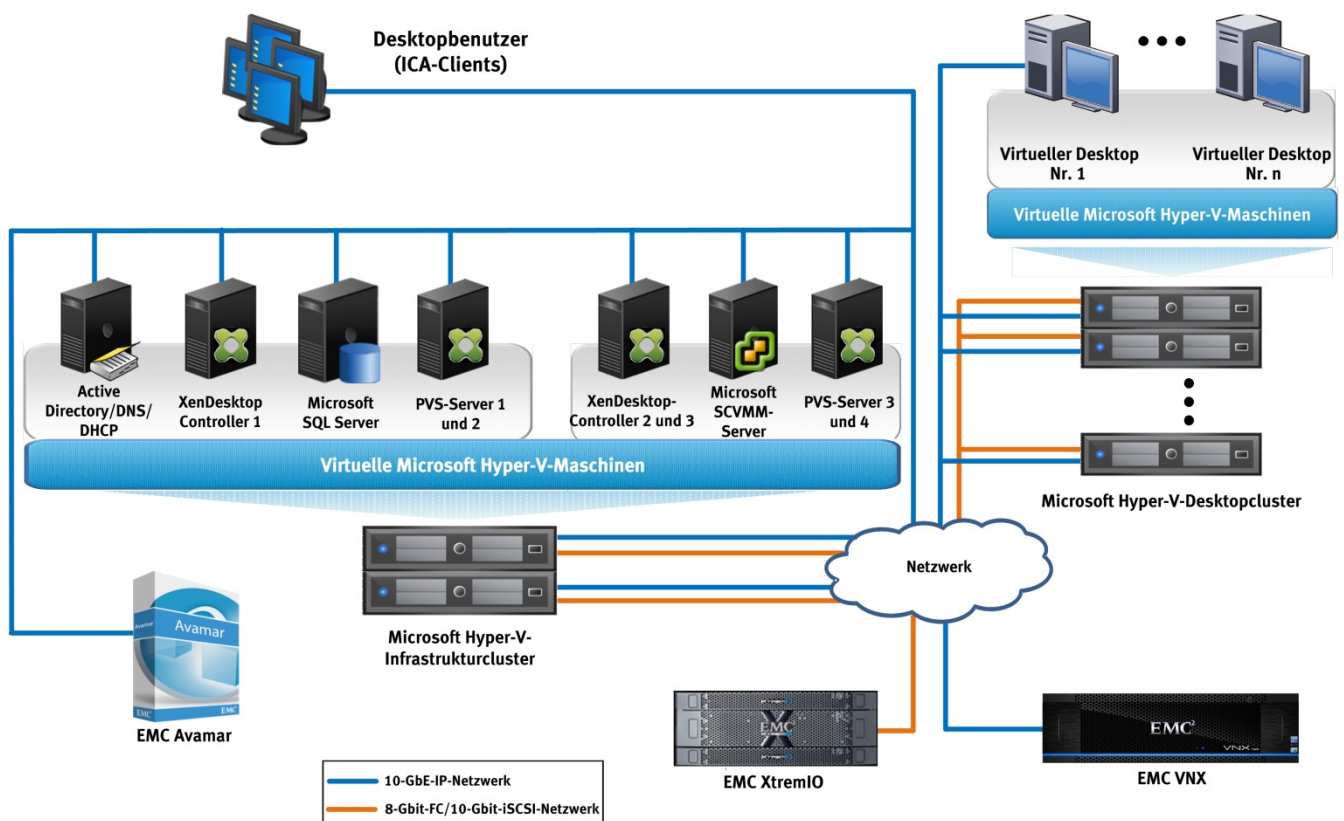 Desktopbenutzer
(ICA-Clients)
Virtueller Desktop
Nr. 1
Virtueller Desktop
Nr. n
Virtuelle Microsoft Hyper-V-Maschinen
Active
Directory/DNS/
DHCP
XenDesktop
Controller 1
Microsoft
SQL Server
PVS-Server 1
und 2
XenDesktop-
Controller 2 und 3
Microsoft
SCVMM-
Server
PVS-Server 3
und 4
Virtuelle Microsoft Hyper-V-Maschinen
Microsoft Hyper-V-Desktopcluster
Netzwerk
Microsoft Hyper-V-
Infrastrukturcluster
Avamar
Avamar
EMC
EMC
EMC Avamar
EMC
X
EMC XtremIO
EMC²
VNX
EMC VNX
10-GbE-IP-Netzwerk
8-Gbit-FC/10-Gbit-iSCSI-Netzwerk